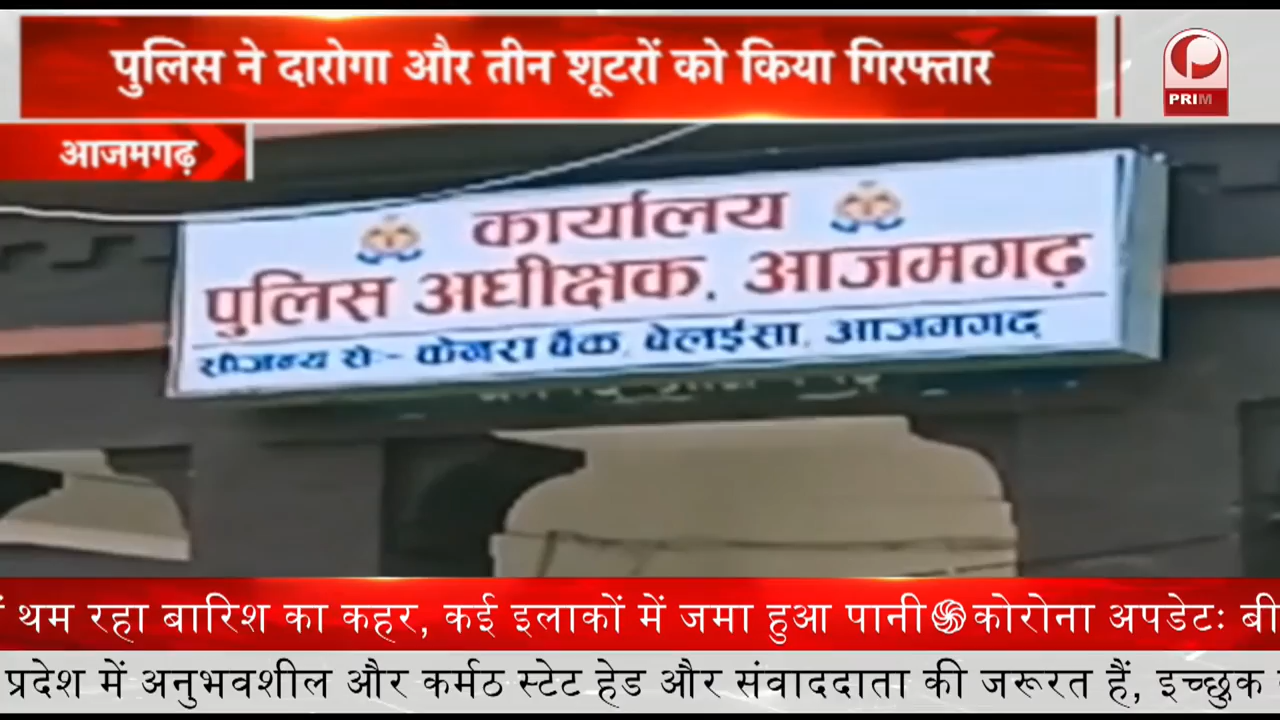 पुलिस ने दारोगा और तीन शूटरों को किया गिरफ्तार
PRIM
आजमगढ़
कार्यालय
पुलिस अधीक्षक, आजमगढ़
सौजन्य से:- केनरा बैंक, बेलईसा, आजमगढ़
थम रहा बारिश का कहर, कई इलाकों में जमा हुआ पानी कोरोना अपडेटः बी
प्रदेश में अनुभवशील और कर्मठ स्टेट हेड और संवाददाता की जरूरत हैं, इच्छुक